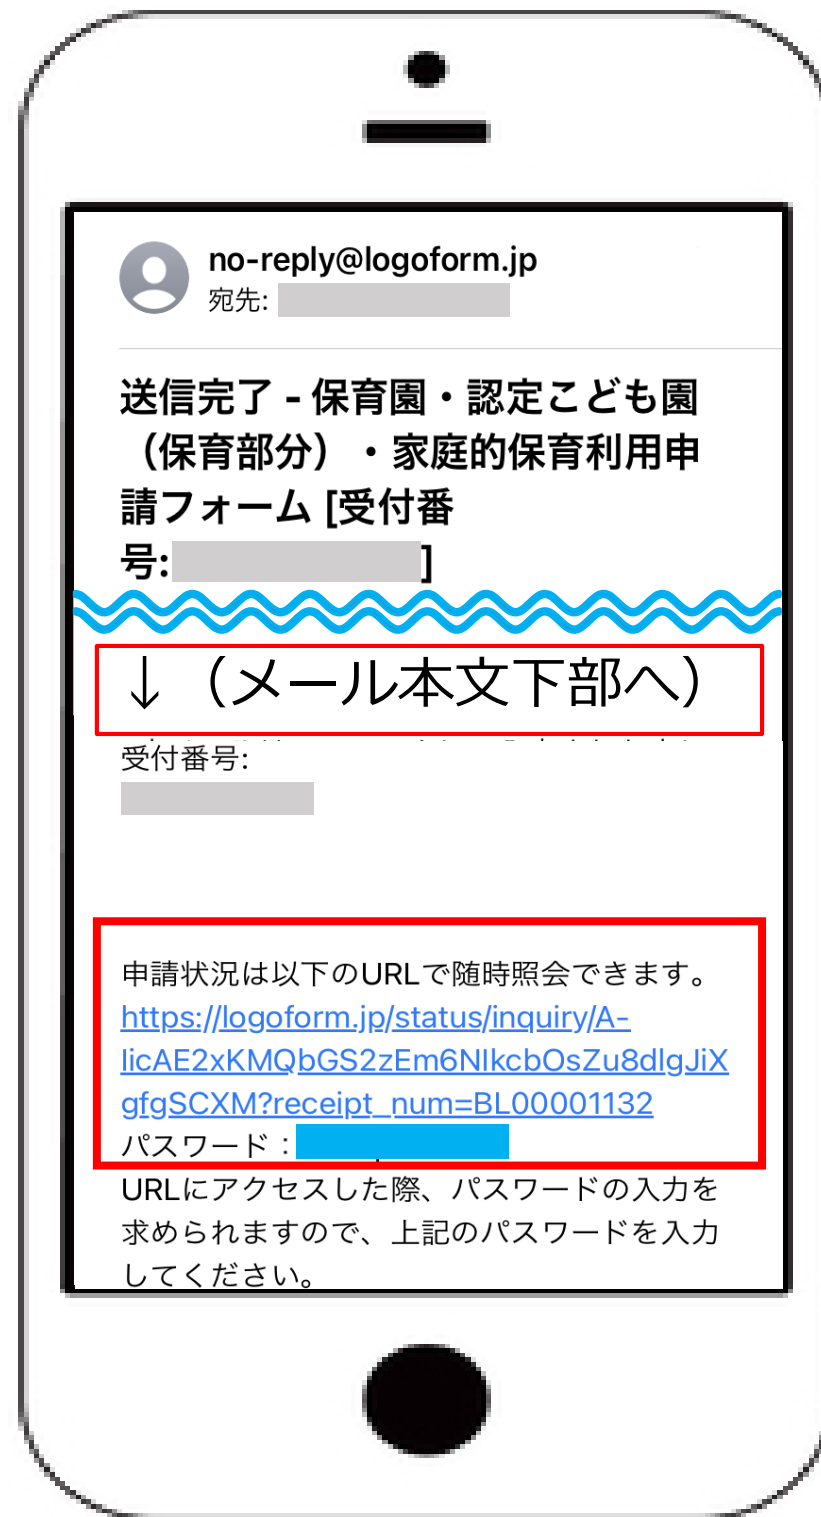 no-reply@logoform.jp
宛先:
送信完了 - 保育園・認定こども園
（保育部分）・家庭的保育利用申
請フォーム [受付番
号: ]
↓（メール本文下部へ）
受付番号:
申請状況は以下のURLで随時照会できます。
https://logoform.jp/status/inquiry/A-
IicAE2xKMQbGS2zEm6NIkcbOsZu8dlgJiX
gfgSCXM?receipt_num=BL00001132
パスワード：
URLにアクセスした際、パスワードの入力を
求められますので、上記のパスワードを入力
してください。